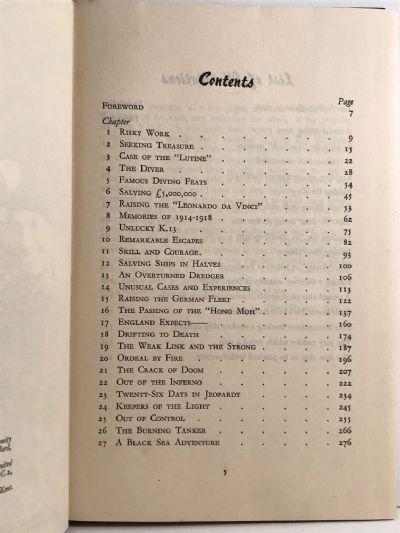 Contents
Page
Foreword 7
Chapter
1 Risky Work . . . . . . . 9
2 Seeking Treasure . . . . . . 15
3 Case of the "Lutine" . . . . . . 22
4 The Diver . . . . . . . 28
5 Famous Diving Feats . . . . . . 34
6 Salving £5,000,000 . . . . . . 45
7 Raising the "Leonardo da Vinci" . . . . 53
8 Memories of 1914-1918 . . . . . 62
9 Unlucky K.13 . . . . . . 75
10 Remarkable Escapes . . . . . . 82
11 Skill and Courage. . . . . . . 93
12 Salving Ships in Halves . . . . . 100
13 An Overturned Dredger . . . . . 106
14 Unusual Cases and Experiences . . . . 113
15 Raising the German Fleet . . . . . 122
16 The Passing of the "Hong Moh" . . . . 137
17 England Expects— . . . . . . 160
18 Drifting to Death . . . . . . 174
19 The Weak Link and the Strong . . . . 187
20 Ordeal by Fire . . . . . . 196
21 The Crack of Doom . . . . . . 207
22 Out of the Inferno . . . . . . 222
23 Twenty-Six Days in Jeopardy . . . . 234
24 Keepers of the Light . . . . . 245
25 Out of Control . . . . . . 255
26 The Burning Tanker . . . . . . 266
27 A Black Sea Adventure . . . . . 276
5